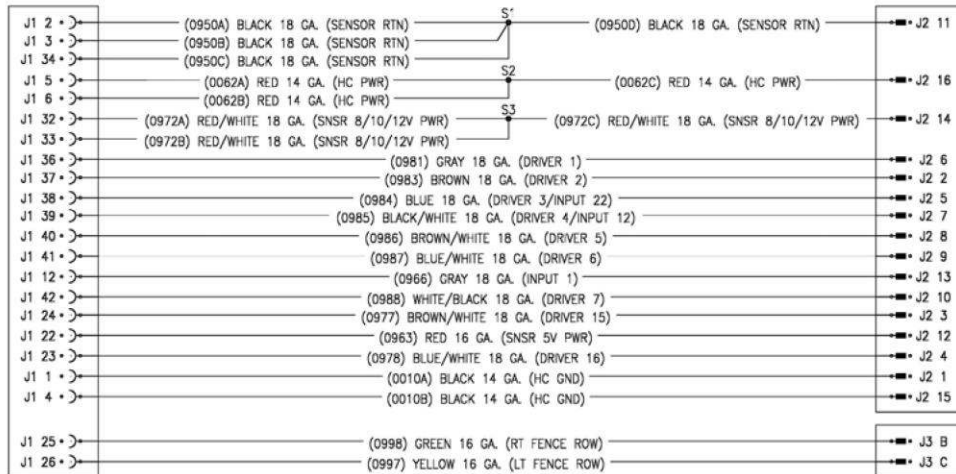 J1 2 (0950A) BLACK 18 GA. (SENSOR RTN) S1 (0950D) BLACK 18 GA. (SENSOR RTN) J2 11
J1 3 (0950B) BLACK 18 GA. (SENSOR RTN)
J1 34 (0950C) BLACK 18 GA. (SENSOR RTN)
J1 5 (0062A) RED 14 GA. (HC PWR) S2 (0062C) RED 14 GA. (HC PWR) J2 16
J1 6 (0062B) RED 14 GA. (HC PWR)
J1 32 (0972A) RED/WHITE 18 GA. (SNSR 8/10/12V PWR) S3 (0972C) RED/WHITE 18 GA. (SNSR 8/10/12V PWR) J2 14
J1 33 (0972B) RED/WHITE 18 GA. (SNSR 8/10/12V PWR)
J1 36 (0981) GRAY 18 GA. (DRIVER 1) J2 6
J1 37 (0983) BROWN 18 GA. (DRIVER 2) J2 2
J1 38 (0984) BLUE 18 GA. (DRIVER 3/INPUT 22) J2 5
J1 39 (0985) BLACK/WHITE 18 GA. (DRIVER 4/INPUT 12) J2 7
J1 40 (0986) BROWN/WHITE 18 GA. (DRIVER 5) J2 8
J1 41 (0987) BLUE/WHITE 18 GA. (DRIVER 6) J2 9
J1 12 (0966) GRAY 18 GA. (INPUT 1) J2 13
J1 42 (0988) WHITE/BLACK 18 GA. (DRIVER 7) J2 10
J1 24 (0977) BROWN/WHITE 18 GA. (DRIVER 15) J2 3
J1 22 (0963) RED 16 GA. (SNSR 5V PWR) J2 12
J1 23 (0978) BLUE/WHITE 18 GA. (DRIVER 16) J2 4
J1 1 (0010A) BLACK 14 GA. (HC GND) J2 1
J1 4 (0010B) BLACK 14 GA. (HC GND) J2 15
J1 25 (0998) GREEN 16 GA. (RT FENCE ROW) J3 B
J1 26 (0997) YELLOW 16 GA. (LT FENCE ROW) J3 C